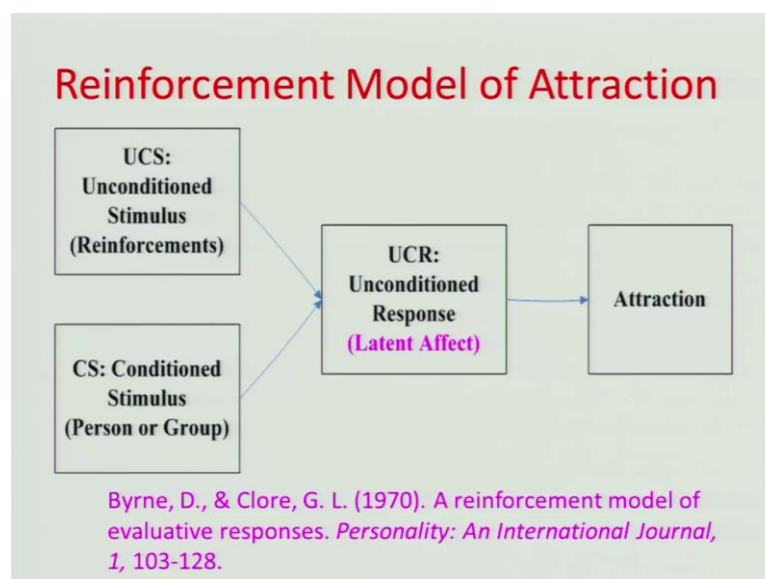 Reinforcement Model of Attraction
UCS:
Unconditioned
Stimulus
(Reinforcements)
UCR:
Unconditioned
Response
(Latent Affect)
Attraction
CS: Conditioned
Stimulus
(Person or Group)
Byrne, D., & Clore, G. L. (1970). A reinforcement model of
evaluative responses. Personality: An International Journal,
1, 103-128.